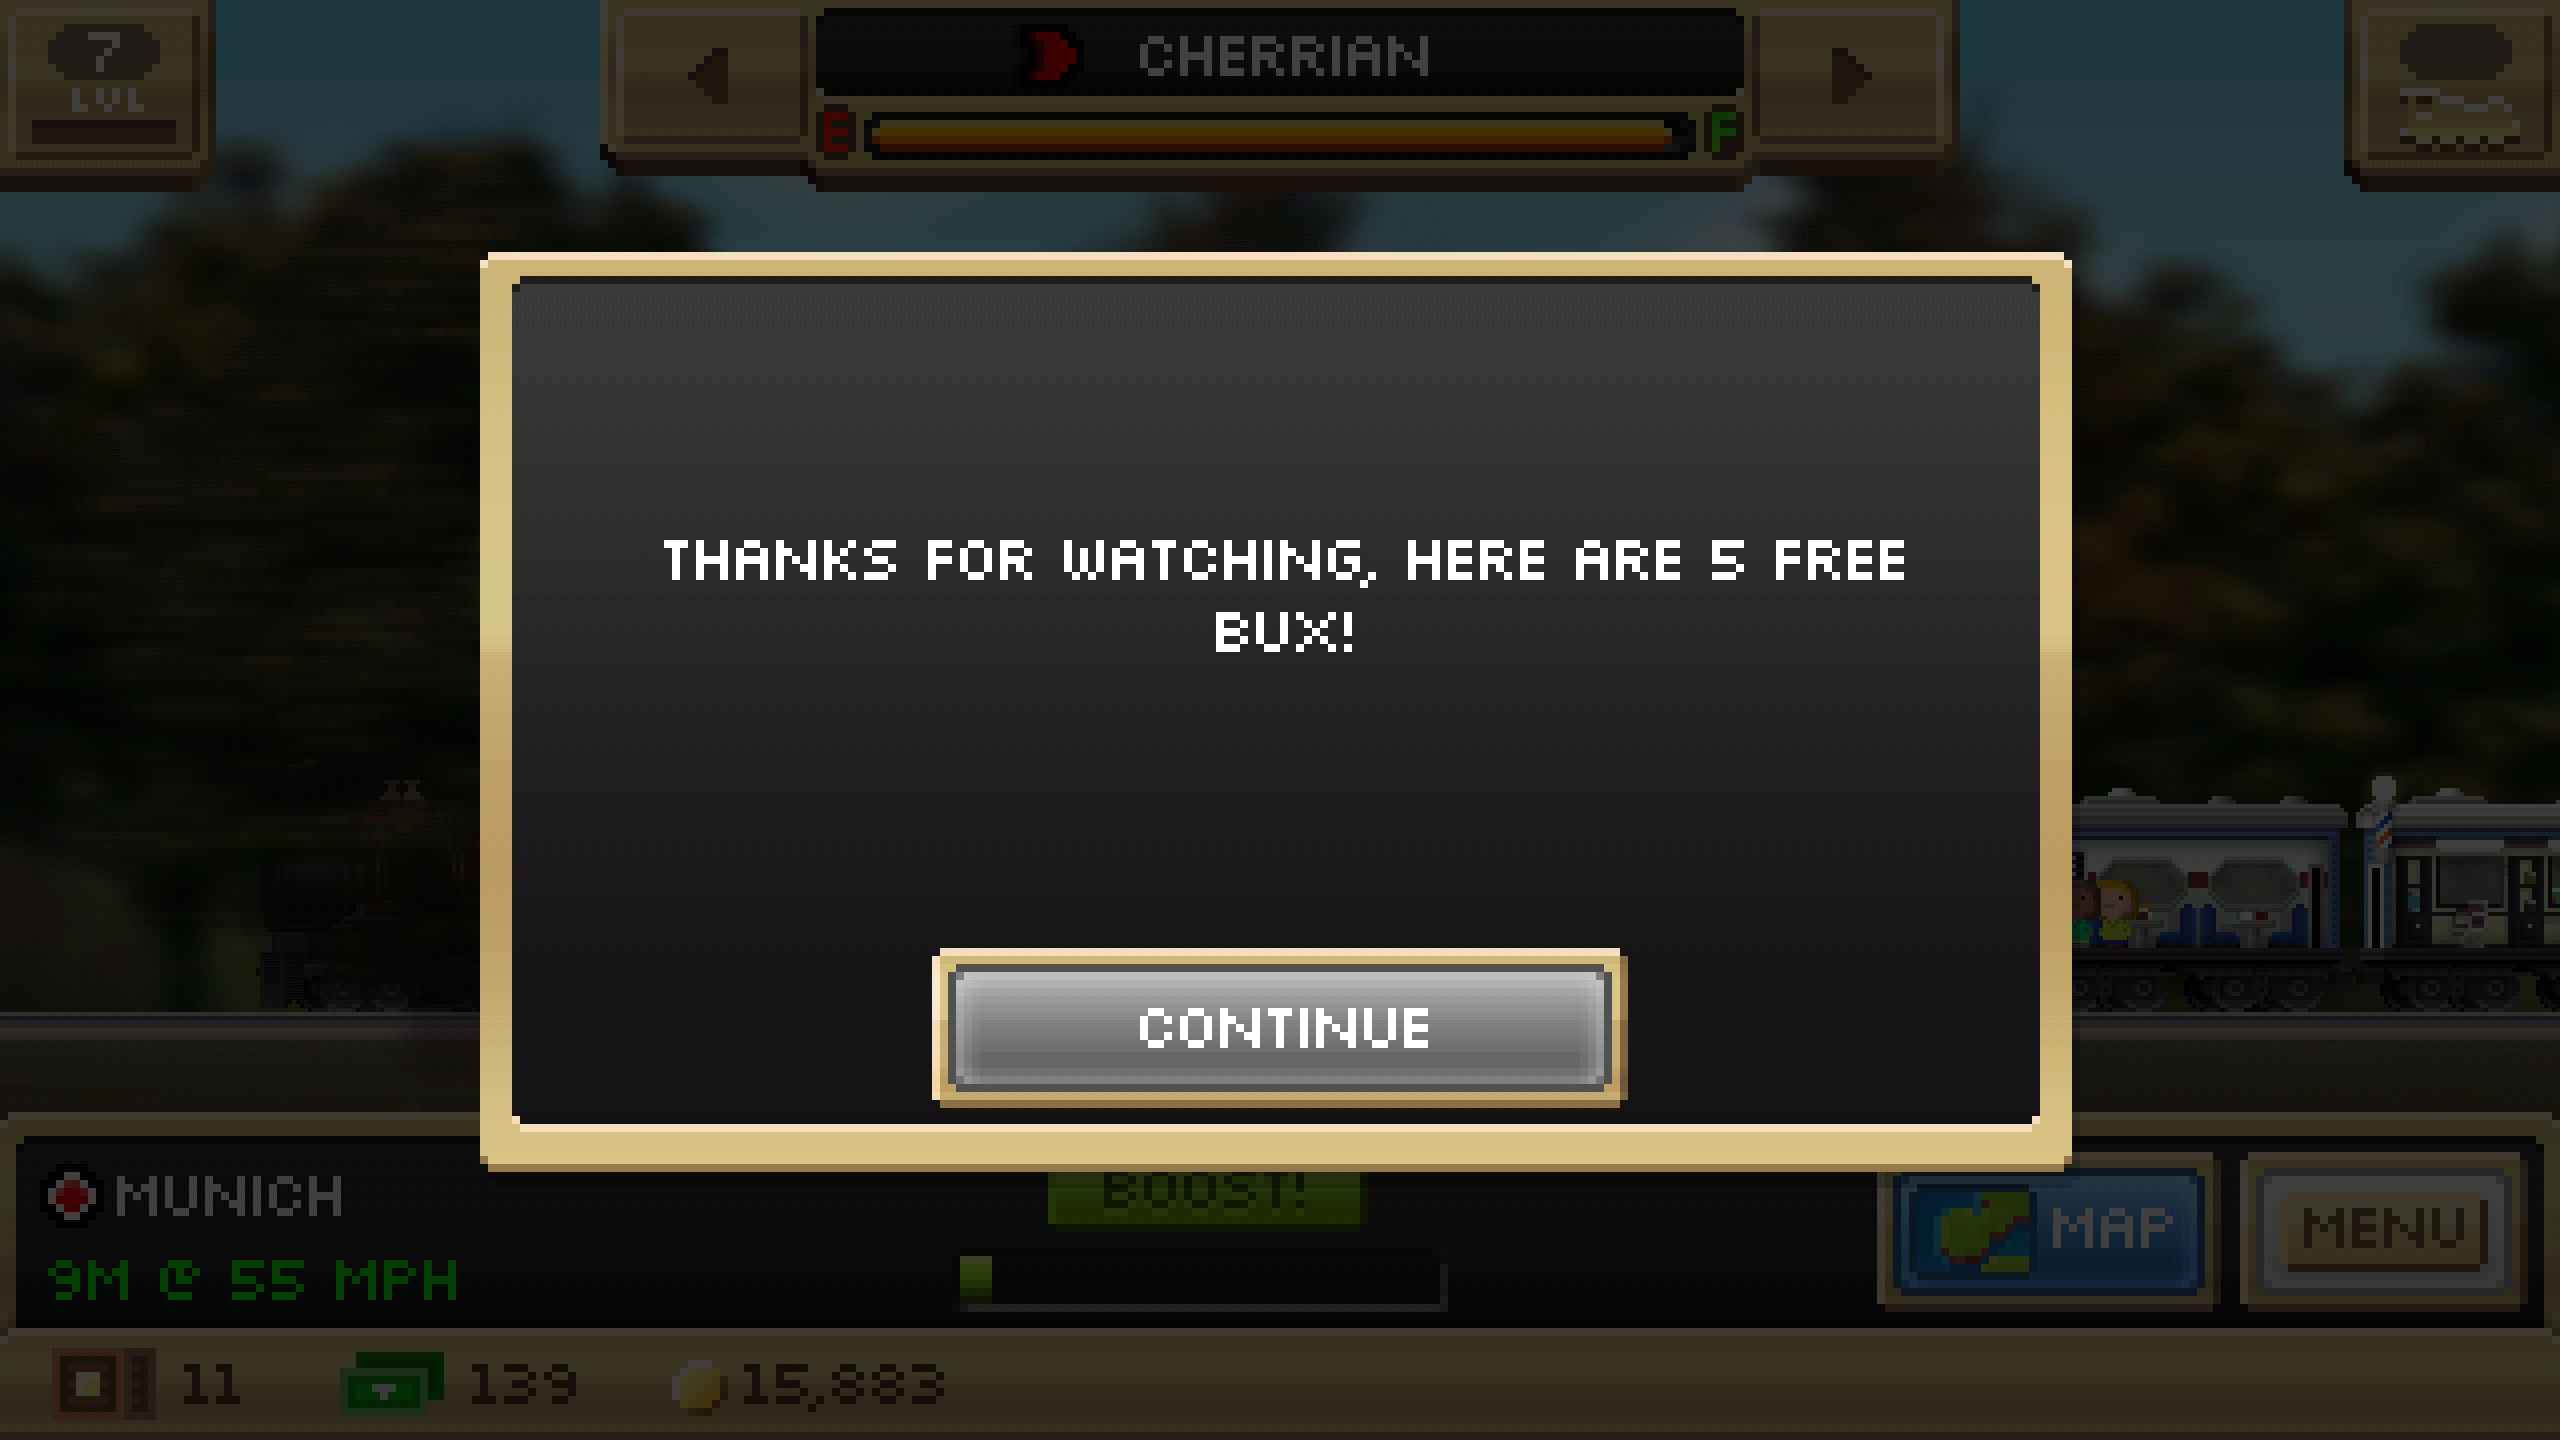 7
LVL
CHERRIAN
E F
THANKS FOR WATCHING, HERE ARE 5 FREE
BUX!
CONTINUE
BOOST!
MUNICH
MAP
MENU
9M @ 55 MPH
11 139 15,883